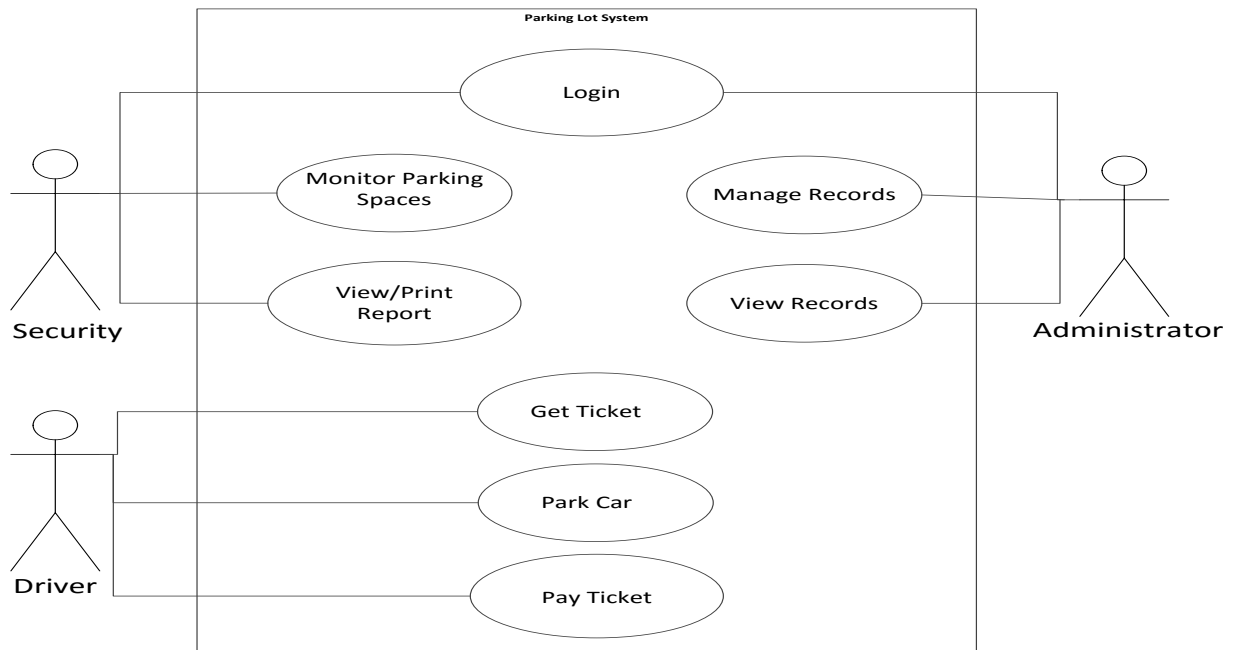 Parking Lot System
Login
Monitor Parking
Spaces
Manage Records
View/Print
Report
View Records
Security
Administrator
Get Ticket
Park Car
Driver
Pay Ticket